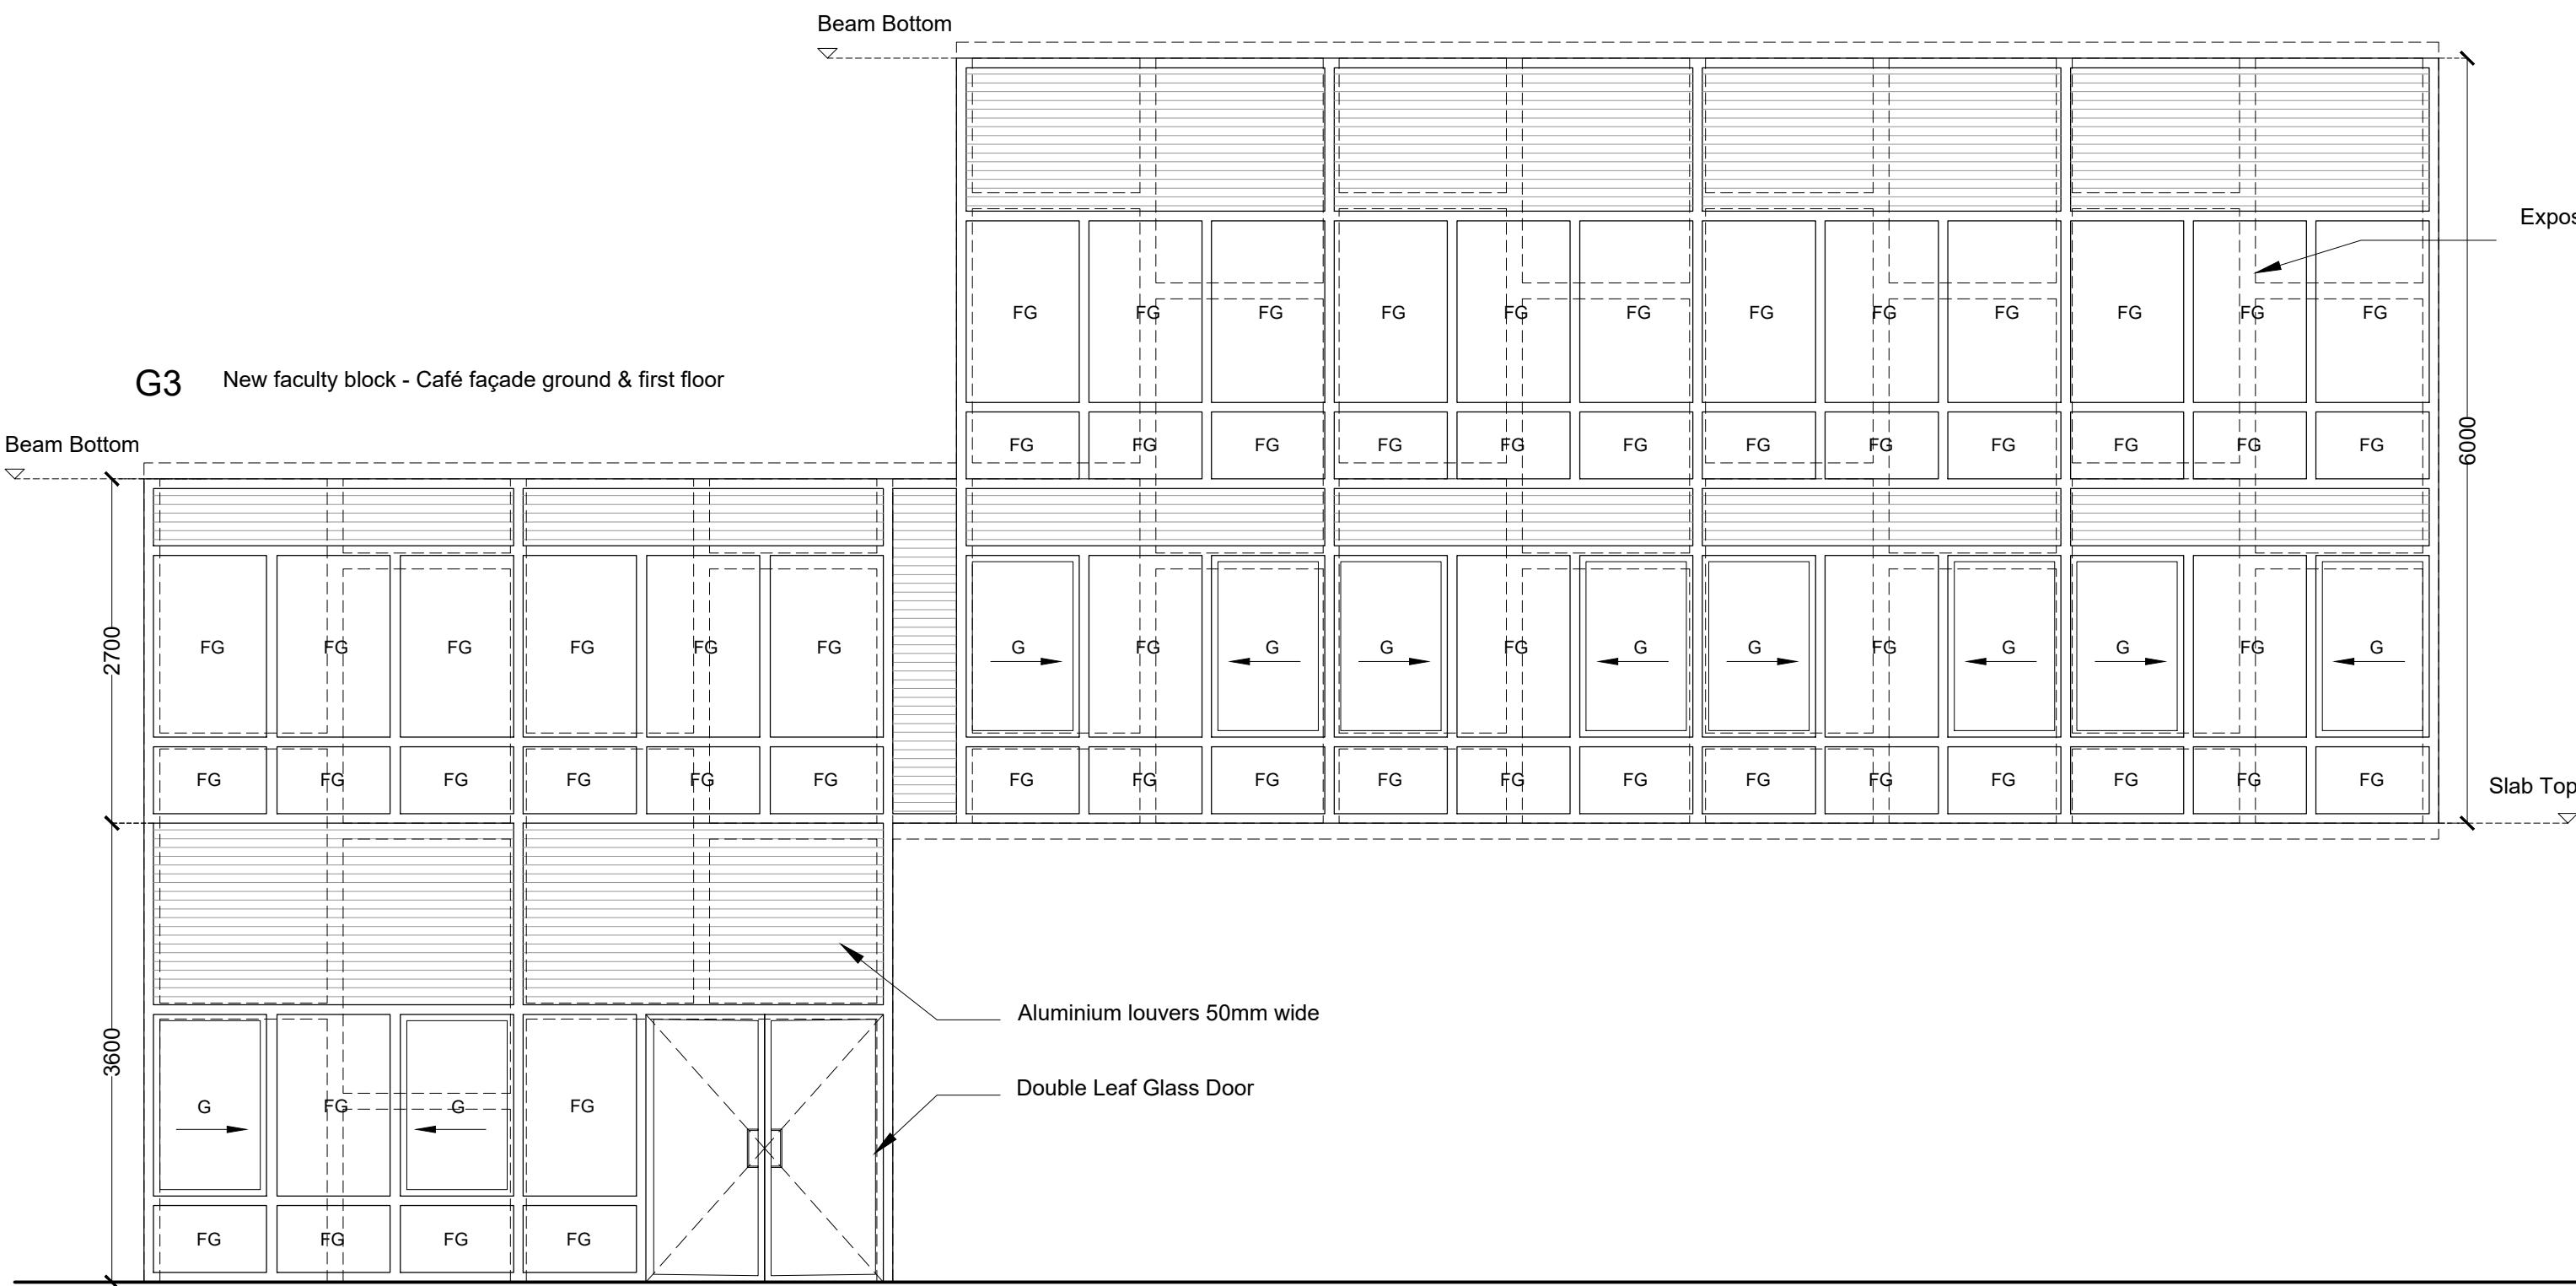 Beam Bottom
Expos
FG FG FG FG FG FG FG FG FG FG FG FG
G3 New faculty block - Café façade ground & first floor
Beam Bottom
FG FG FG FG FG FG FG FG FG FG FG FG
6000
2700
FG FG FG FG FG FG G FG G G FG G G FG G G FG G
FG FG FG FG FG FG FG FG FG FG FG FG FG FG FG FG FG FG
Slab Top
Aluminium louvers 50mm wide
3600
Double Leaf Glass Door
G FG G FG
FG FG FG FG